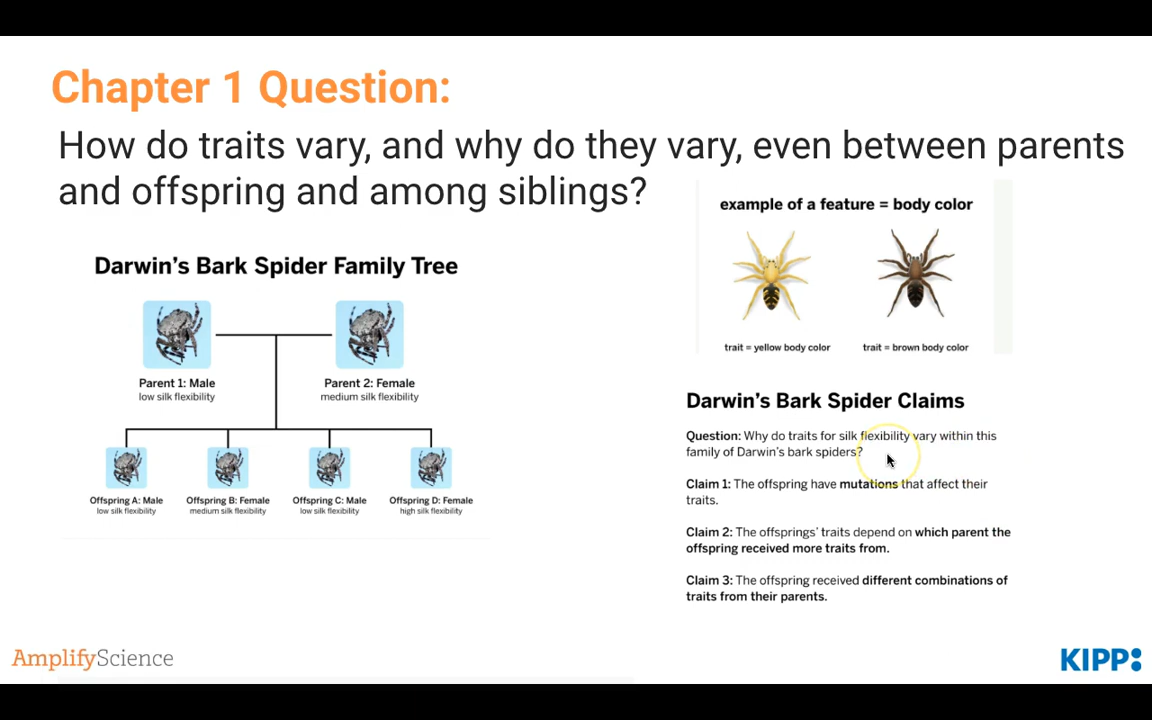 Chapter 1 Question:
How do traits vary, and why do they vary, even between parents
and offspring and among siblings?
Darwin's Bark Spider Family Tree
Parent 1: Male
low silk flexibility
Parent 2: Female
medium silk flexibility
Offspring A: Male
low silk flexibility
Offspring B: Female
medium silk flexibility
Offspring C: Male
low silk flexibility
Offspring D: Female
high silk flexibility
example of a feature = body color
trait = yellow body color
trait = brown body color
Darwin's Bark Spider Claims
Question: Why do traits for silk flexibility vary within this
family of Darwin's bark spiders?
Claim 1: The offspring have mutations that affect their
traits.
Claim 2: The offsprings' traits depend on which parent the
offspring received more traits from.
Claim 3: The offspring received different combinations of
traits from their parents.
AmplifyScience
KIPP: